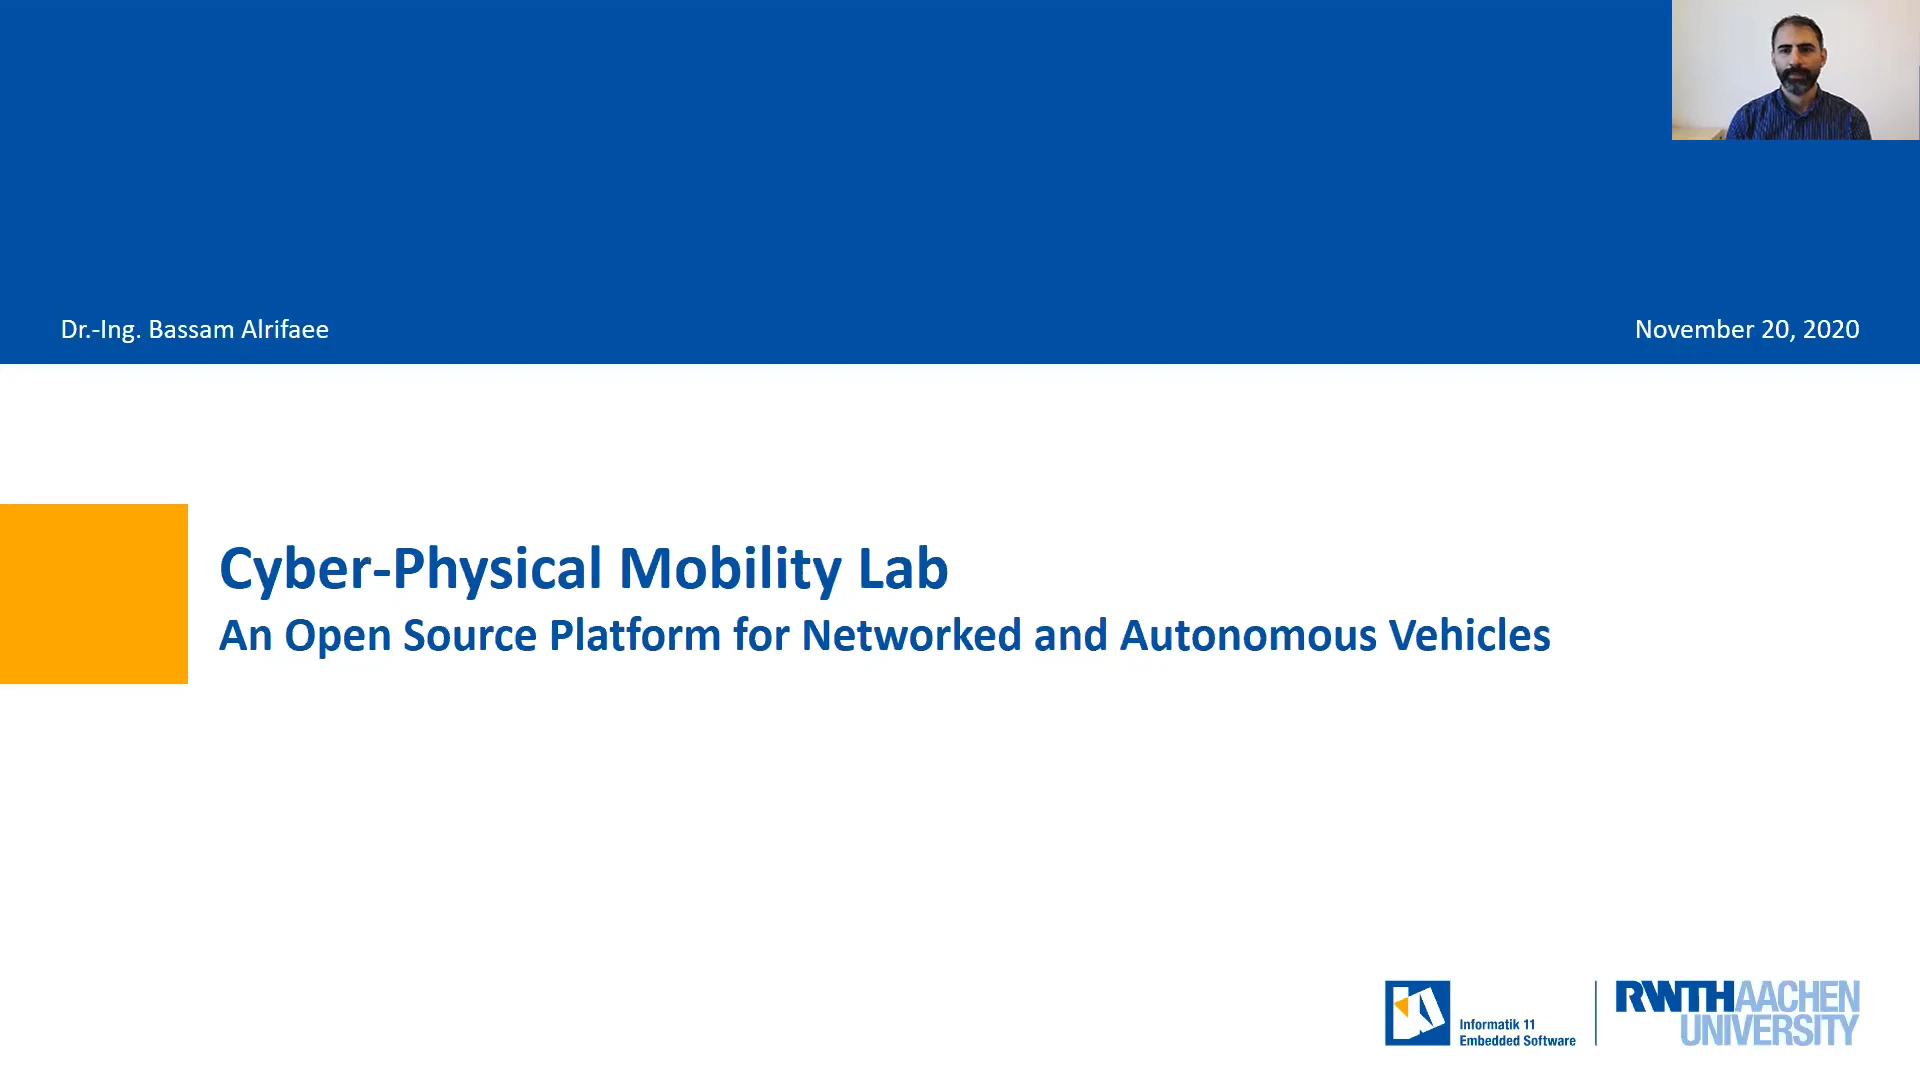 Dr.-Ing. Bassam Alrifaee
November 20, 2020
Cyber-Physical Mobility Lab
An Open Source Platform for Networked and Autonomous Vehicles
Informatik 11
Embedded Software
RWTHAACHEN
UNIVERSITY